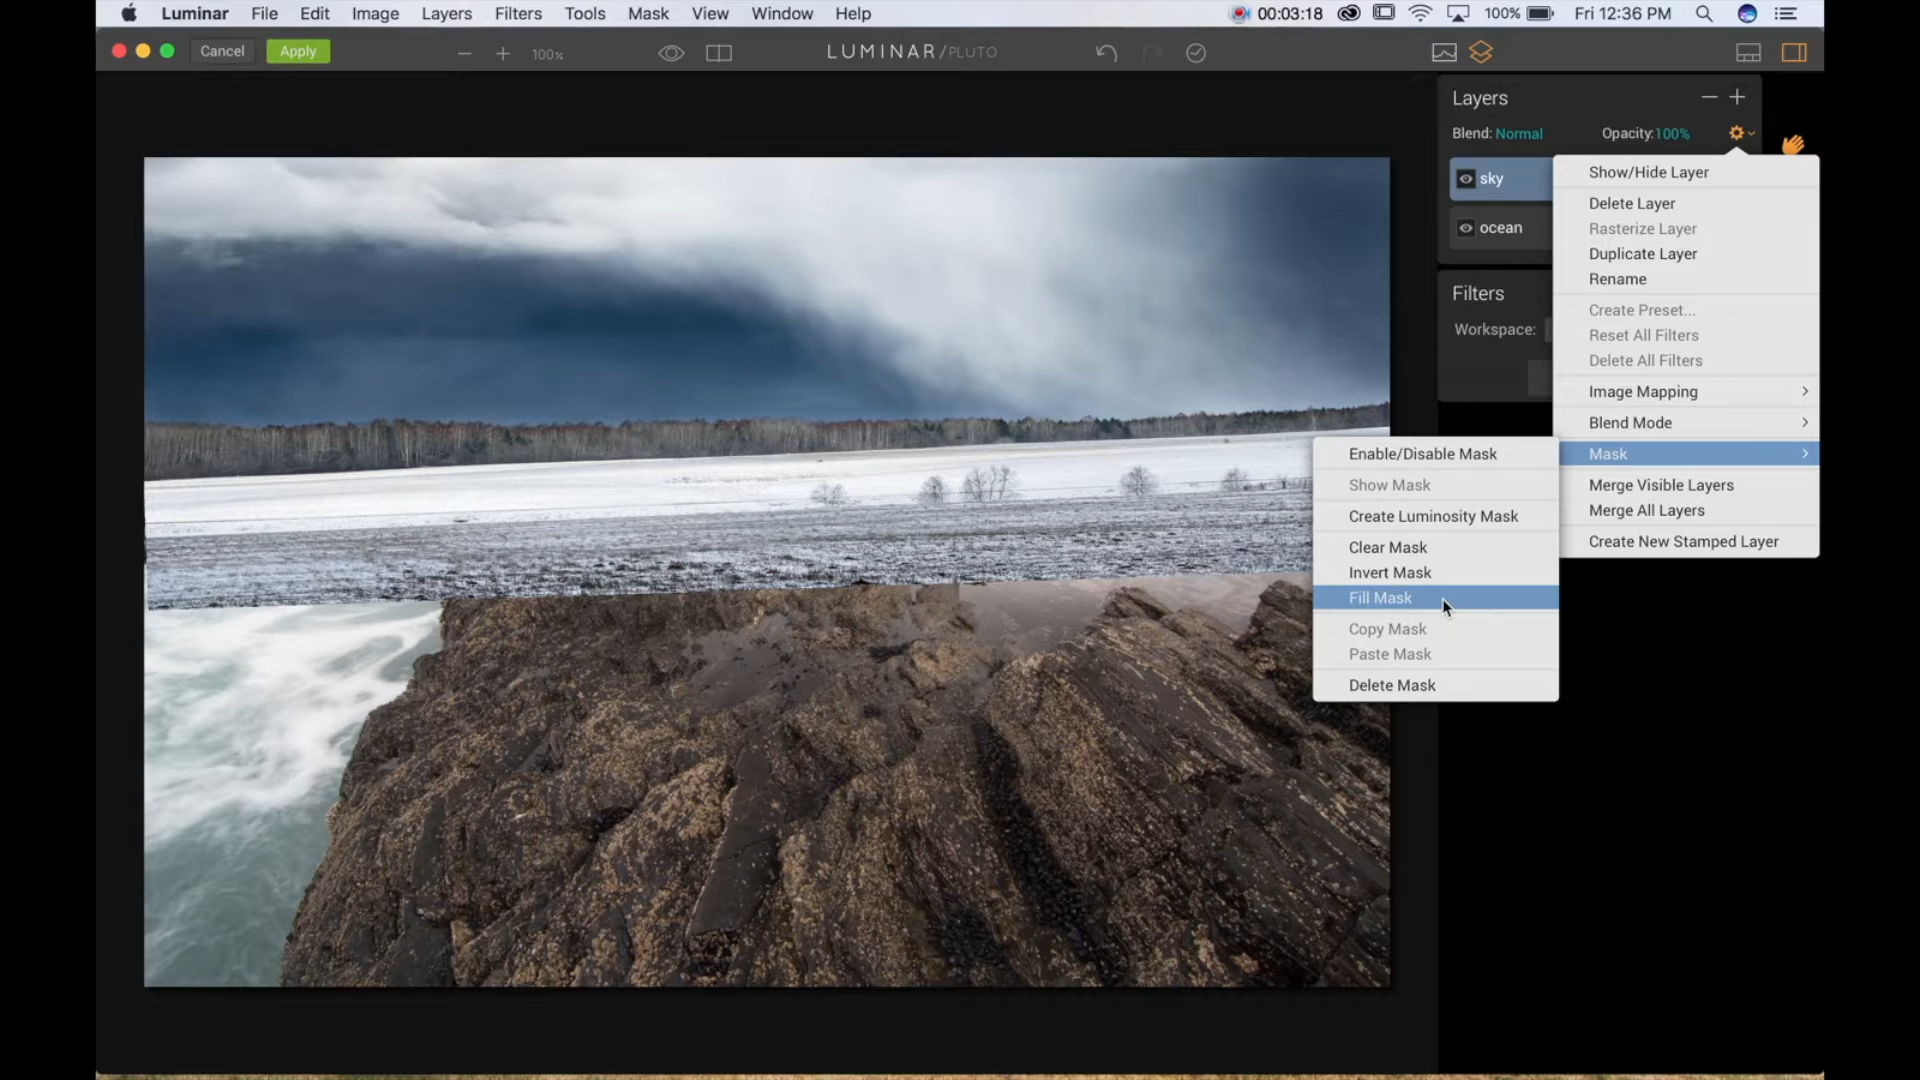 Luminar File Edit Image Layers Filters Tools Mask View Window Help 00:03:18 100% Fri 12:36 PM
Cancel Apply 100% LUMINAR/PLUTO
Layers
Blend: Normal Opacity:100%
sky
ocean
Filters
Workspace:
Show/Hide Layer
Delete Layer
Rasterize Layer
Duplicate Layer
Rename
Create Preset...
Reset All Filters
Delete All Filters
Image Mapping
Blend Mode
Mask
Merge Visible Layers
Merge All Layers
Create New Stamped Layer
Enable/Disable Mask
Show Mask
Create Luminosity Mask
Clear Mask
Invert Mask
Fill Mask
Copy Mask
Paste Mask
Delete Mask